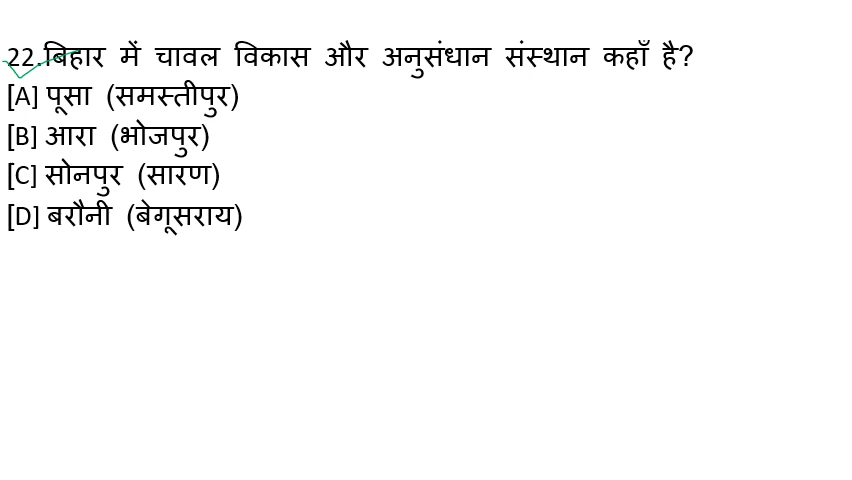 22.बिहार में चावल विकास और अनुसंधान संस्थान कहाँ है?
[A] पूसा (समस्तीपुर)
[B] आरा (भोजपुर)
[C] सोनपुर (सारण)
[D] बरौनी (बेगूसराय)